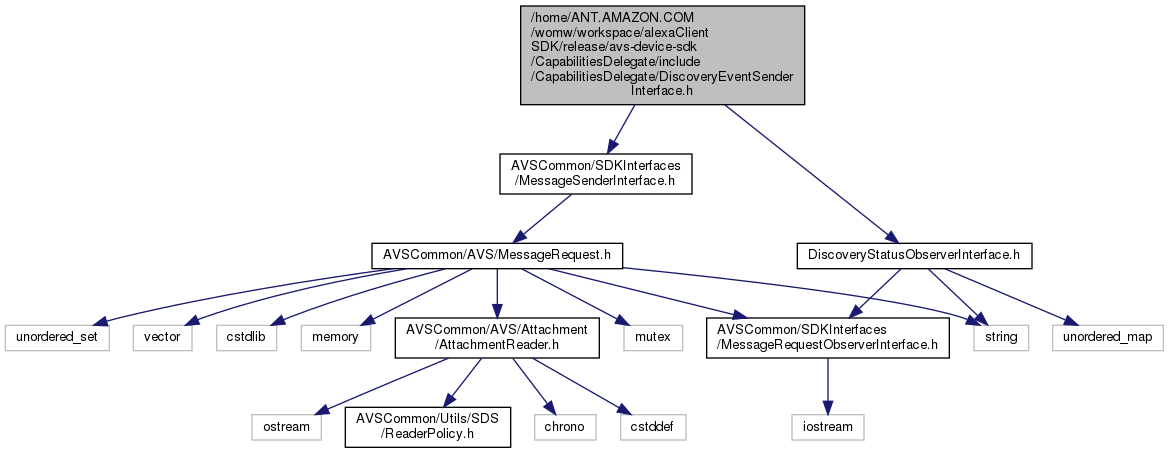 /home/ANT.AMAZON.COM
/womw/workspace/alexaClient
SDK/release/avs-device-sdk
/CapabilitiesDelegate/include
/CapabilitiesDelegate/DiscoveryEventSender
Interface.h
AVSCommon/SDKInterfaces
/MessageSenderInterface.h
AVSCommon/AVS/MessageRequest.h
DiscoveryStatusObserverInterface.h
unordered_set
vector
cstdlib
memory
AVSCommon/AVS/Attachment
/AttachmentReader.h
mutex
AVSCommon/SDKInterfaces
/MessageRequestObserverInterface.h
string
unordered_map
ostream
AVSCommon/Utils/SDS
/ReaderPolicy.h
chrono
cstddef
iostream